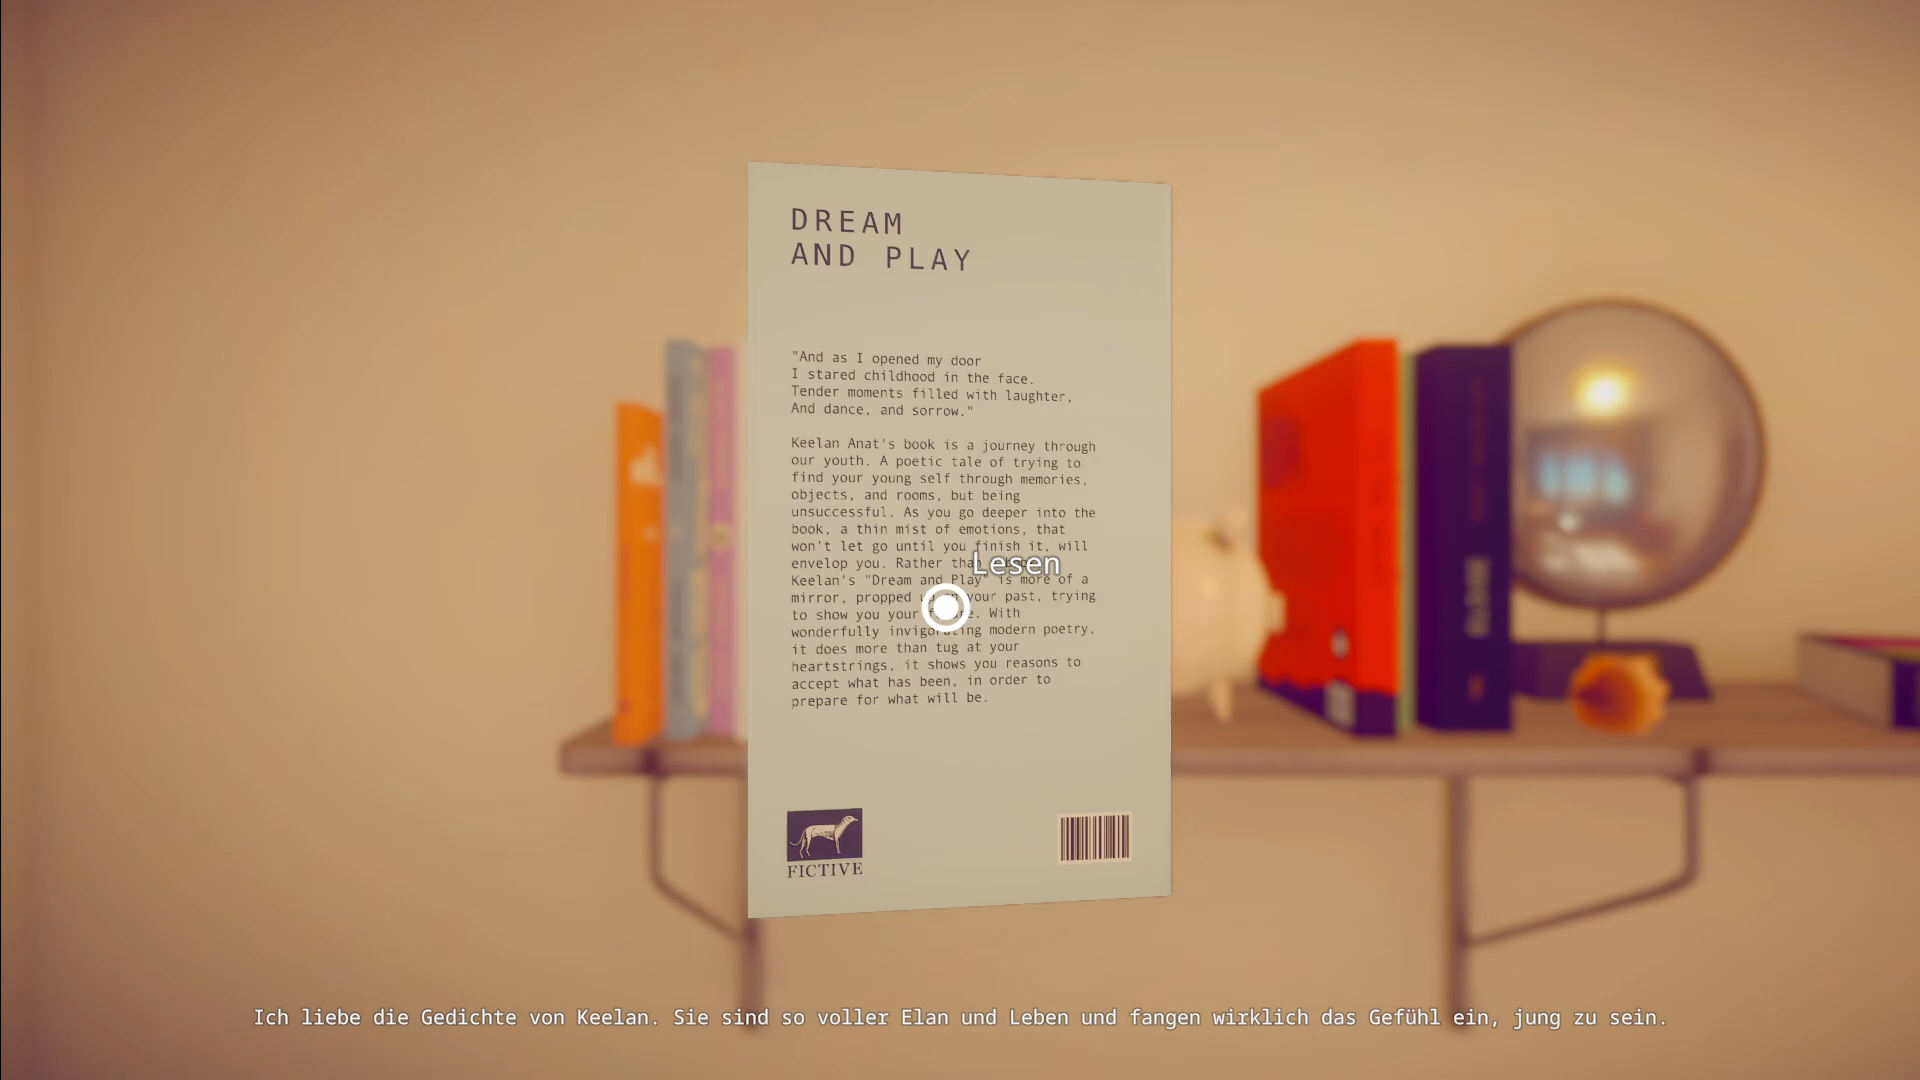 DREAM
AND PLAY
"And as I opened my door
I stared childhood in the face.
Tender moments filled with laughter,
And dance, and sorrow."
Keelan Anat's book is a journey through
our youth. A poetic tale of trying to
find your young self through memories,
objects, and rooms, but being
unsuccessful. As you go deeper into the
book, a thin mist of emotions, that
won't let go until you finish it, will
envelop you. Rather than
Lesen
Keelan's "Dream and Play" is more of a
mirror, propped your past, trying
to show you your With
wonderfully invigorating modern poetry,
it does more than tug at your
heartstrings, it shows you reasons to
accept what has been, in order to
prepare for what will be.
FICTIVE
Ich liebe die Gedichte von Keelan. Sie sind so voller Elan und Leben und fangen wirklich das Gefühl ein, jung zu sein.